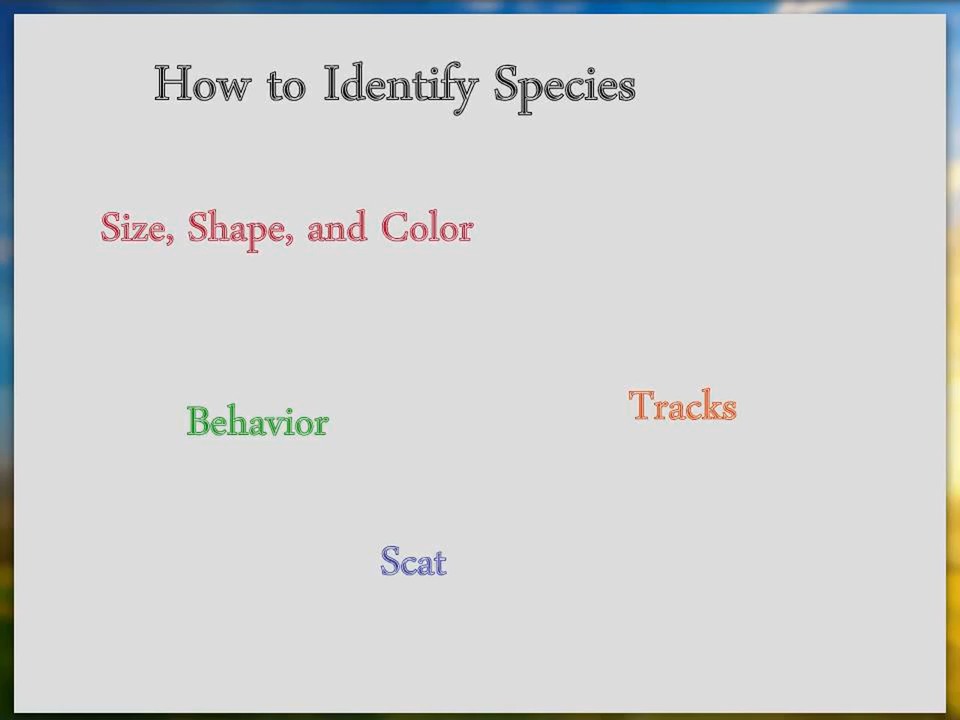 How to Identify Species
Size, Shape, and Color
Tracks
Behavior
Scat